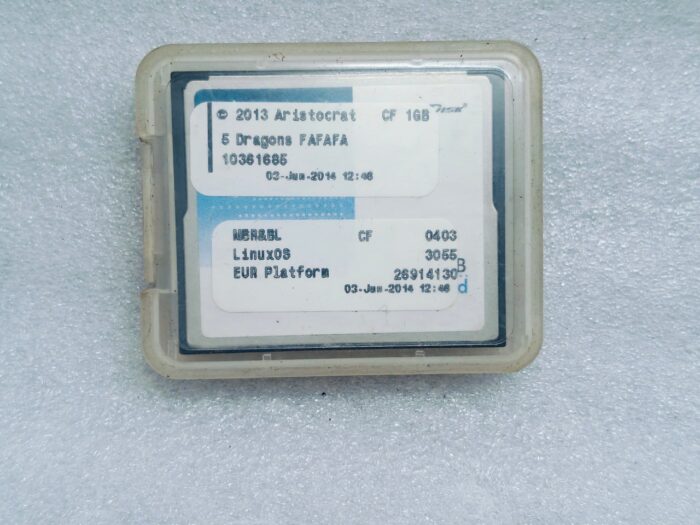 © 2013 Aristocrat CF 1GB
5 Dragons FAFAFA
10361685
03-Jun-2014 12:46
MBR&BL CF 0403
LinuxOS 3055
EUR Platform 26914130
B
03-Jun-2014 12:46 d